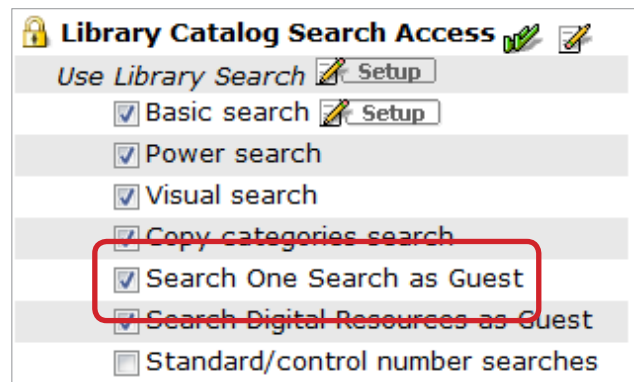 Library Catalog Search Access
Use Library Search Setup
Basic search Setup
Power search
Visual search
Copy categories search
Search One Search as Guest
Search Digital Resources as Guest
Standard/control number searches